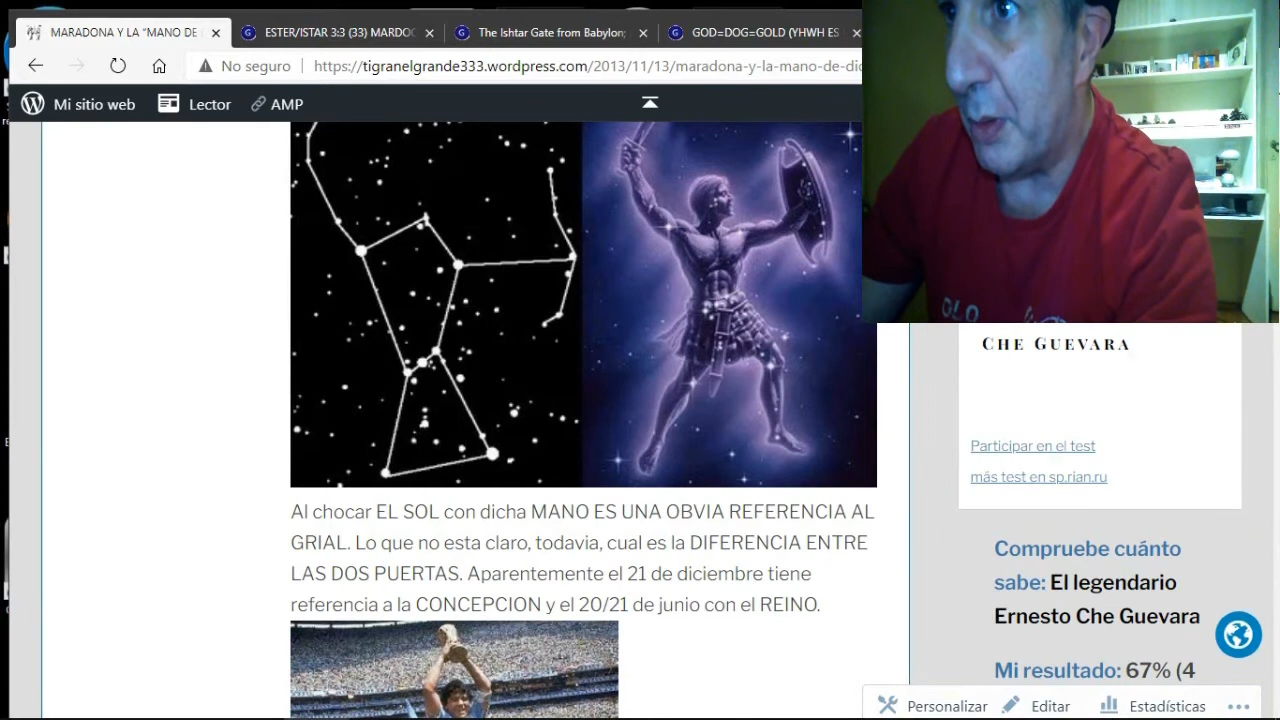 MARADONA Y LA "MANO DE
ESTER/ISTAR 3:3 (33) MARDOC
The Ishtar Gate from Babylon;
GOD=DOG=GOLD (YHWH ES
No seguro
https://tigranelgrande333.wordpress.com/2013/11/13/maradona-y-la-mano-de-dio
Mi sitio web
Lector
AMP
CHE GUEVARA
Participar en el test
más test en sp.rian.ru
Al chocar EL SOL con dicha MANO ES UNA OBVIA REFERENCIA AL
GRIAL. Lo que no esta claro, todavia, cual es la DIFERENCIA ENTRE
LAS DOS PUERTAS. Aparentemente el 21 de diciembre tiene
referencia a la CONCEPCION y el 20/21 de junio con el REINO.
Compruebe cuánto
sabe: El legendario
Ernesto Che Guevara
Mi resultado: 67% (4
Personalizar
Editar
Estadísticas